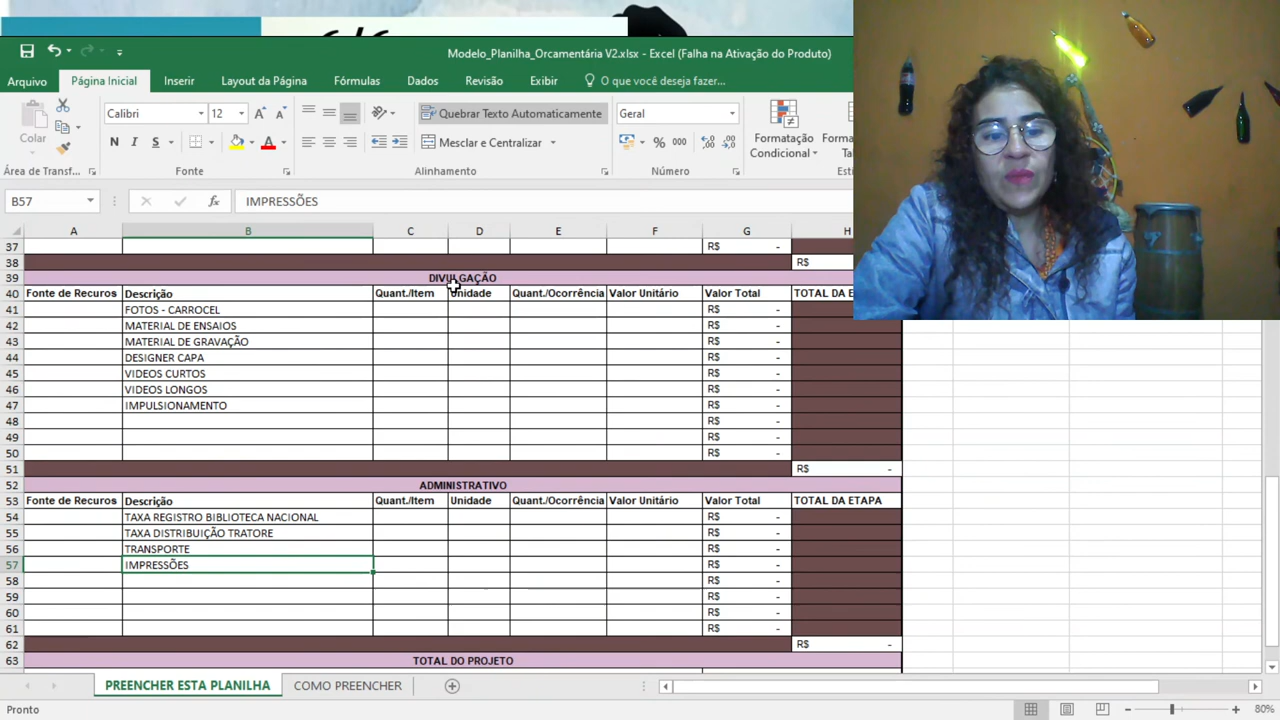 Modelo_Planilha_Orcamentária V2.xlsx - Excel (Falha na Ativação do Produto)
Arquivo Página Inicial Inserir Layout da Página Fórmulas Dados Revisão Exibir O que você deseja fazer...
Colar Calibri 12 Quebrar Texto Automaticamente Geral
N I S A Mesclar e Centralizar % 000 Formatação Condicional
Área de Transf... Fonte Alinhamento Número
B57 fx IMPRESSÕES
A B C D E F G H
37 R$ -
38 R$
39 DIVULGAÇÃO
40 Fonte de Recuros Descrição Quant./Item Unidade Quant./Ocorrência Valor Unitário Valor Total TOTAL DA E
41 FOTOS - CARROCEL R$ -
42 MATERIAL DE ENSAIOS R$ -
43 MATERIAL DE GRAVAÇÃO R$ -
44 DESIGNER CAPA R$ -
45 VIDEOS CURTOS R$ -
46 VIDEOS LONGOS R$ -
47 IMPULSIONAMENTO R$ -
48 R$ -
49 R$ -
50 R$ -
51 R$ -
52 ADMINISTRATIVO
53 Fonte de Recuros Descrição Quant./Item Unidade Quant./Ocorrência Valor Unitário Valor Total TOTAL DA ETAPA
54 TAXA REGISTRO BIBLIOTECA NACIONAL R$ -
55 TAXA DISTRIBUIÇÃO TRATORE R$ -
56 TRANSPORTE R$ -
57 IMPRESSÕES R$ -
58 R$ -
59 R$ -
60 R$ -
61 R$ -
62 R$ -
63 TOTAL DO PROJETO
PREENCHER ESTA PLANILHA COMO PREENCHER
Pronto 80%